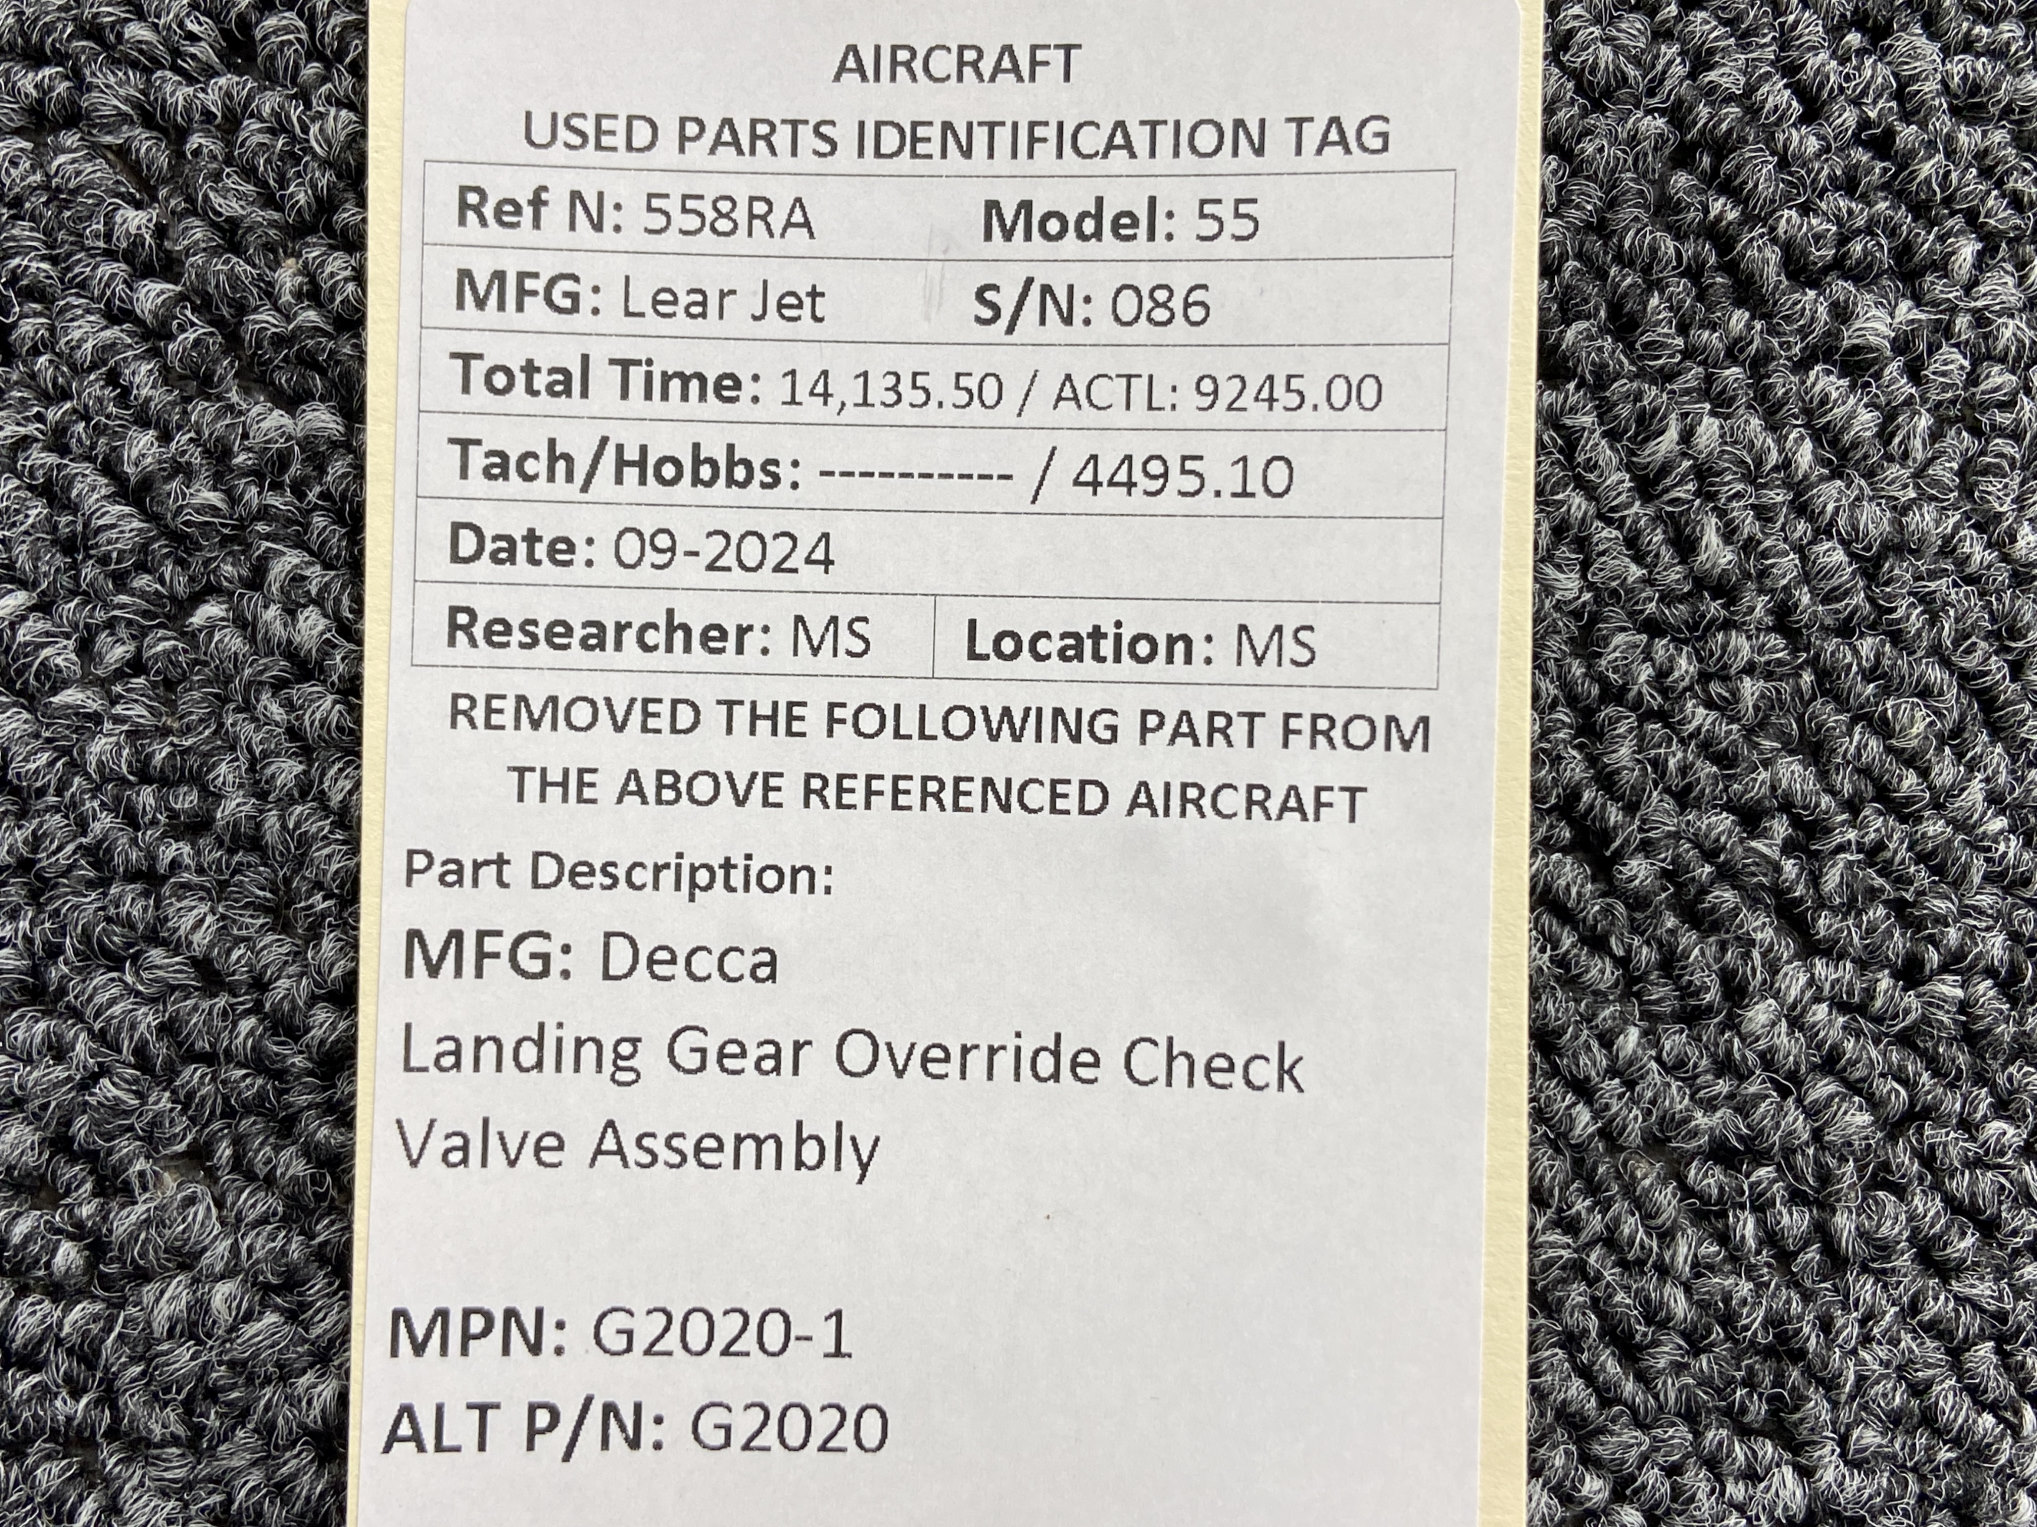 AIRCRAFT
USED PARTS IDENTIFICATION TAG
Ref N: 558RA Model: 55
MFG: Lear Jet S/N: 086
Total Time: 14,135.50 / ACTL: 9245.00
Tach/Hobbs: ---------- / 4495.10
Date: 09-2024
Researcher: MS Location: MS
REMOVED THE FOLLOWING PART FROM
THE ABOVE REFERENCED AIRCRAFT
Part Description:
MFG: Decca
Landing Gear Override Check
Valve Assembly
MPN: G2020-1
ALT P/N: G2020